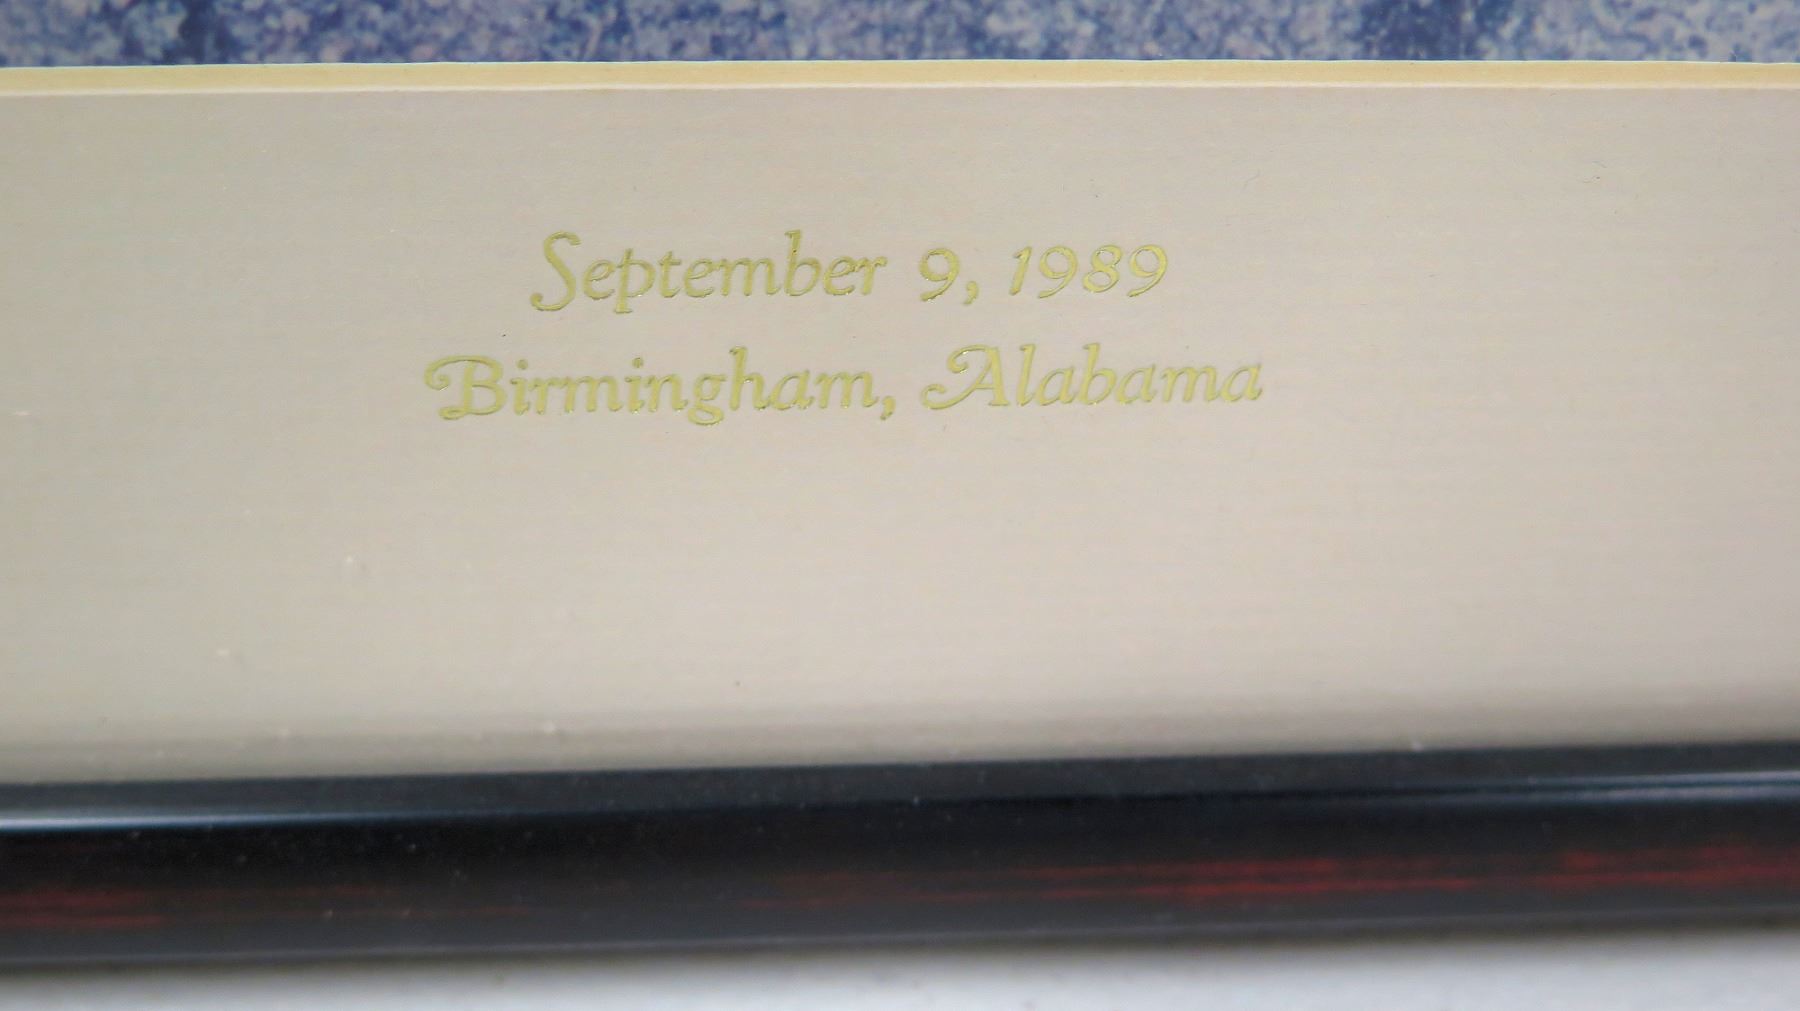 September 9, 1989
Birmingham, Alabama